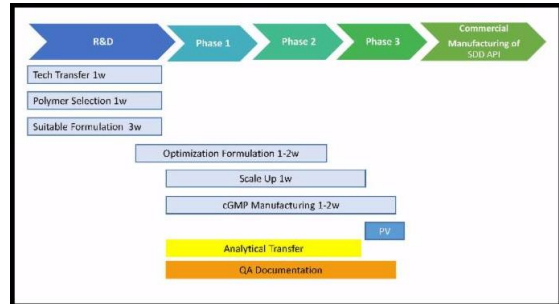 R&D
Phase 1
Phase 2
Phase 3
Commercial
Manufacturing of
SDD API
Tech Transfer 1w
Polymer Selection 1w
Suitable Formulation 3w
Optimization Formulation 1-2w
Scale Up 1w
cGMP Manufacturing 1-2w
PV
Analytical Transfer
QA Documentation